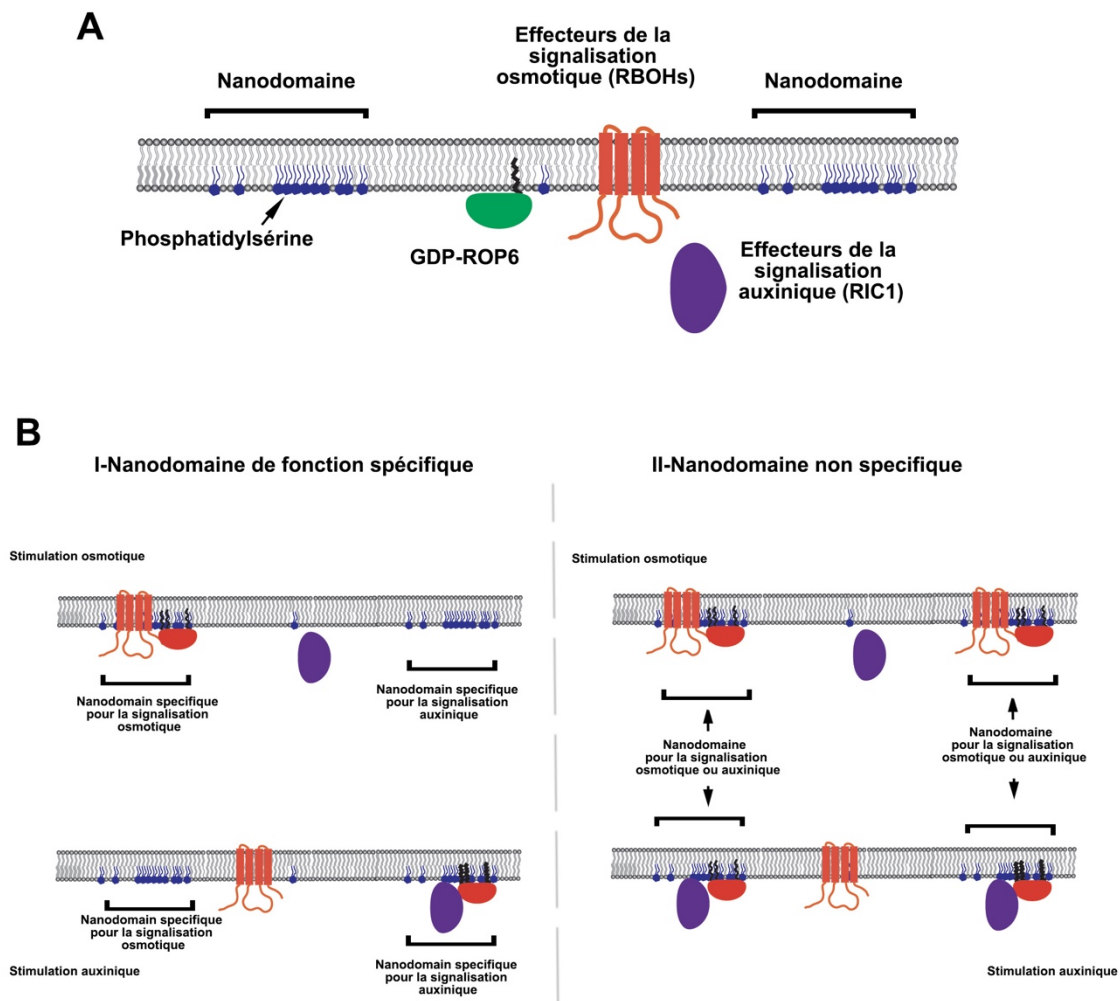 A
Effecteurs de la
signalisation
osmotique (RBOHs)
Nanodomaine
Nanodomaine
Phosphatidylsérine
GDP-ROP6
Effecteurs de la
signalisation
auxinique (RIC1)
B
I-Nanodomaine de fonction spécifique
II-Nanodomaine non specifique
Stimulation osmotique
Stimulation osmotique
Nanodomain specifique
pour la signalisation
osmotique
Nanodomain specifique
pour la signalisation
auxinique
Nanodomaine
pour la signalisation
osmotique ou auxinique
Nanodomaine
pour la signalisation
osmotique ou auxinique
Nanodomain specifique
pour la signalisation
osmotique
Stimulation auxinique
Nanodomain specifique
pour la signalisation
auxinique
Stimulation auxinique